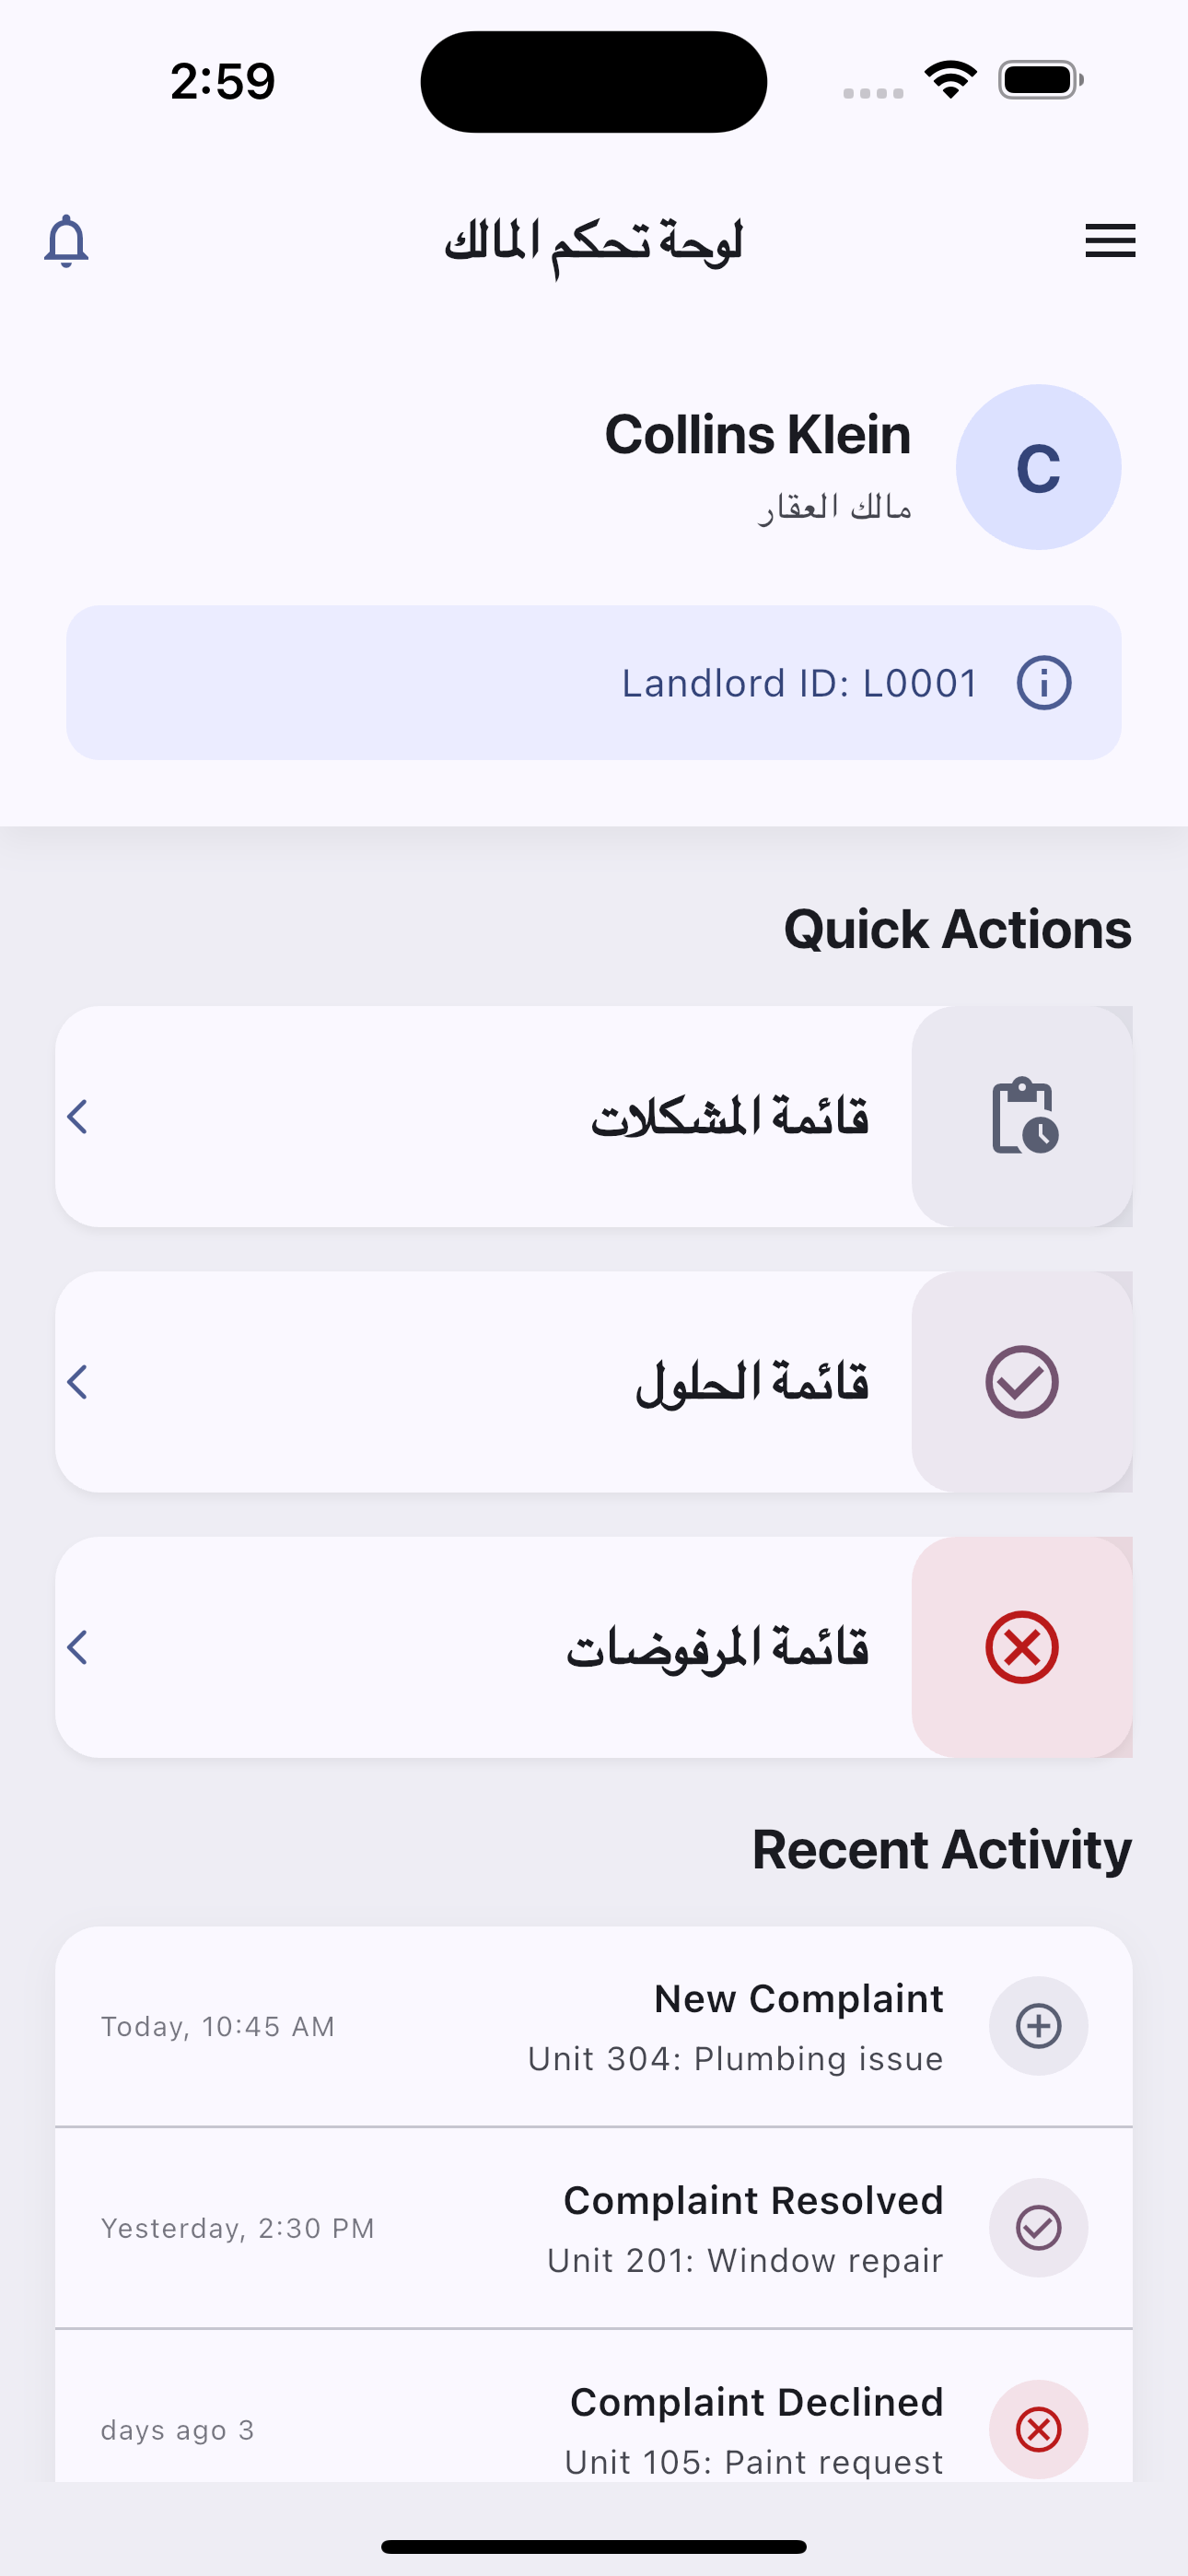 2:59
لوحة تحكم المالك
C
Collins Klein
مالك العقار
Landlord ID: L0001
Quick Actions
قائمة المشكلات
قائمة الحلول
قائمة المرفوضات
Recent Activity
New Complaint
Unit 304: Plumbing issue
Today, 10:45 AM
Complaint Resolved
Unit 201: Window repair
Yesterday, 2:30 PM
Complaint Declined
Unit 105: Paint request
days ago 3